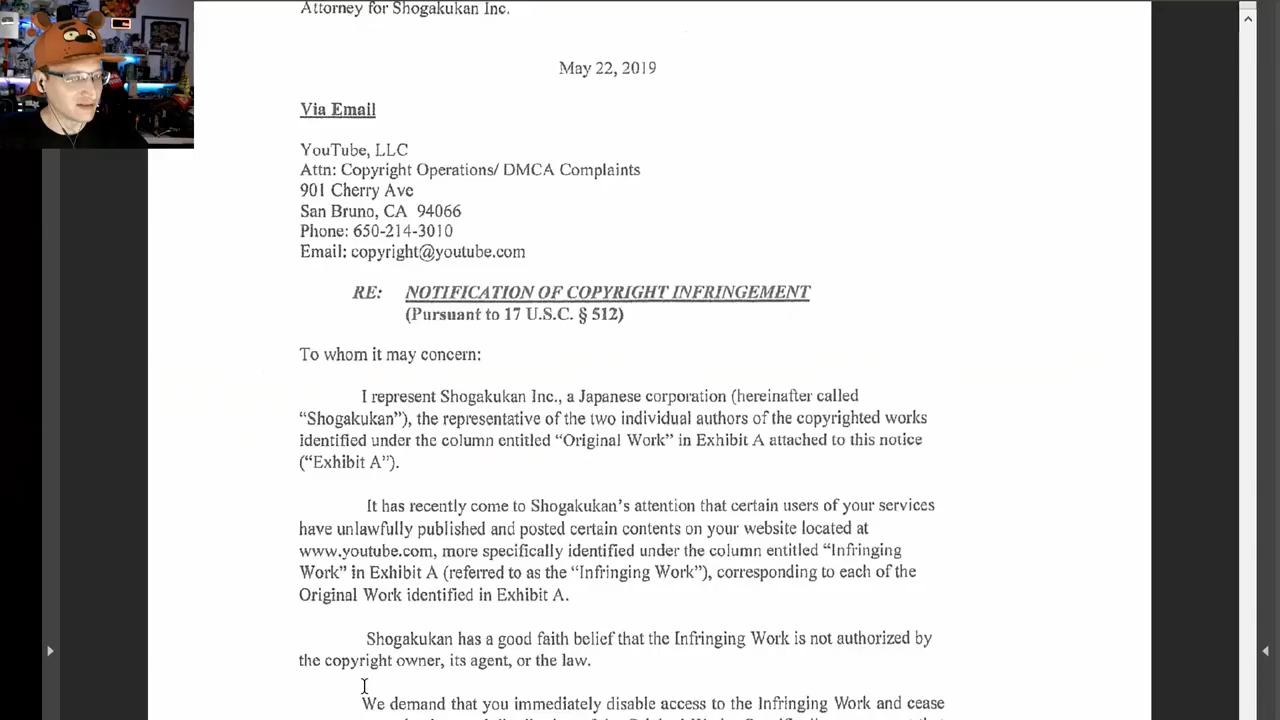 Attorney for Shogakukan Inc.
May 22, 2019
Via Email
YouTube, LLC
Attn: Copyright Operations/ DMCA Complaints
901 Cherry Ave
San Bruno, CA 94066
Phone: 650-214-3010
Email: copyright@youtube.com
RE: NOTIFICATION OF COPYRIGHT INFRINGEMENT
(Pursuant to 17 U.S.C. § 512)
To whom it may concern:
I represent Shogakukan Inc., a Japanese corporation (hereinafter called
“Shogakukan”), the representative of the two individual authors of the copyrighted works
identified under the column entitled “Original Work” in Exhibit A attached to this notice
(“Exhibit A”).
It has recently come to Shogakukan’s attention that certain users of your services
have unlawfully published and posted certain contents on your website located at
www.youtube.com, more specifically identified under the column entitled “Infringing
Work” in Exhibit A (referred to as the “Infringing Work”), corresponding to each of the
Original Work identified in Exhibit A.
Shogakukan has a good faith belief that the Infringing Work is not authorized by
the copyright owner, its agent, or the law.
We demand that you immediately disable access to the Infringing Work and cease